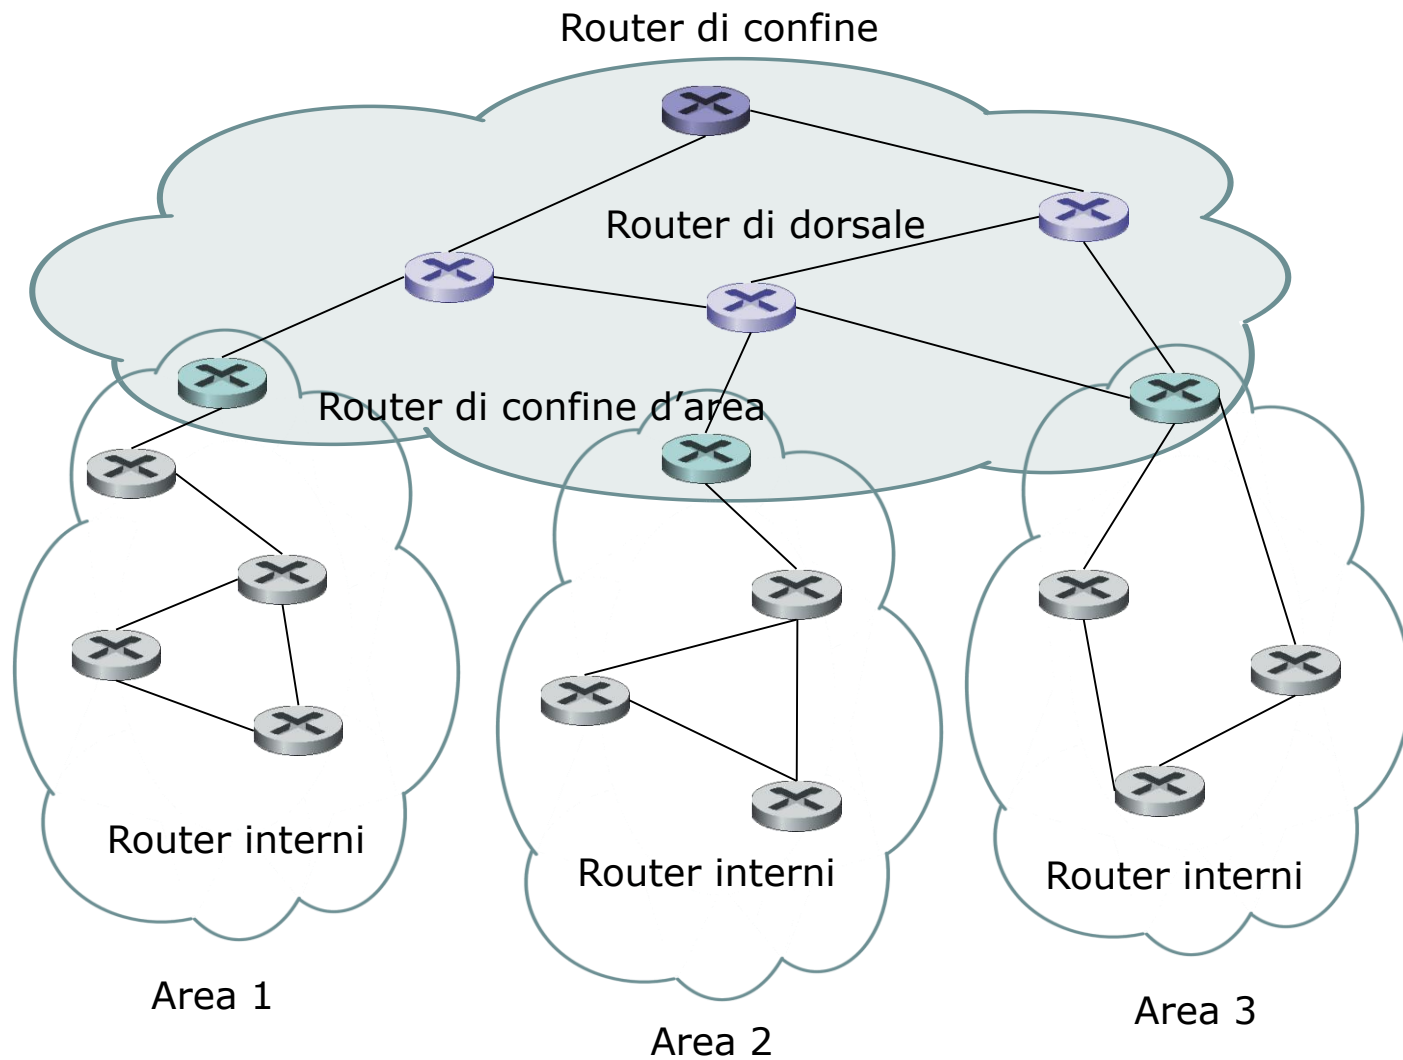 Router di confine
Router di dorsale
Router di confine d’area
Router interni
Router interni
Router interni
Area 1
Area 2
Area 3